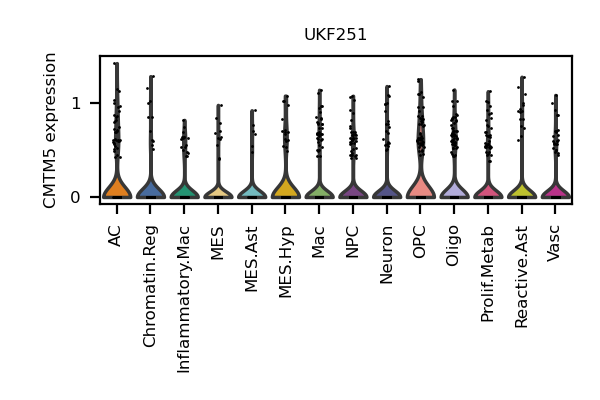 UKF251
CMTM5 expression
1
0
AC
Chromatin.Reg
Inflammatory.Mac
MES
MES.Ast
MES.Hyp
Mac
NPC
Neuron
OPC
Oligo
Prolif.Metab
Reactive.Ast
Vasc